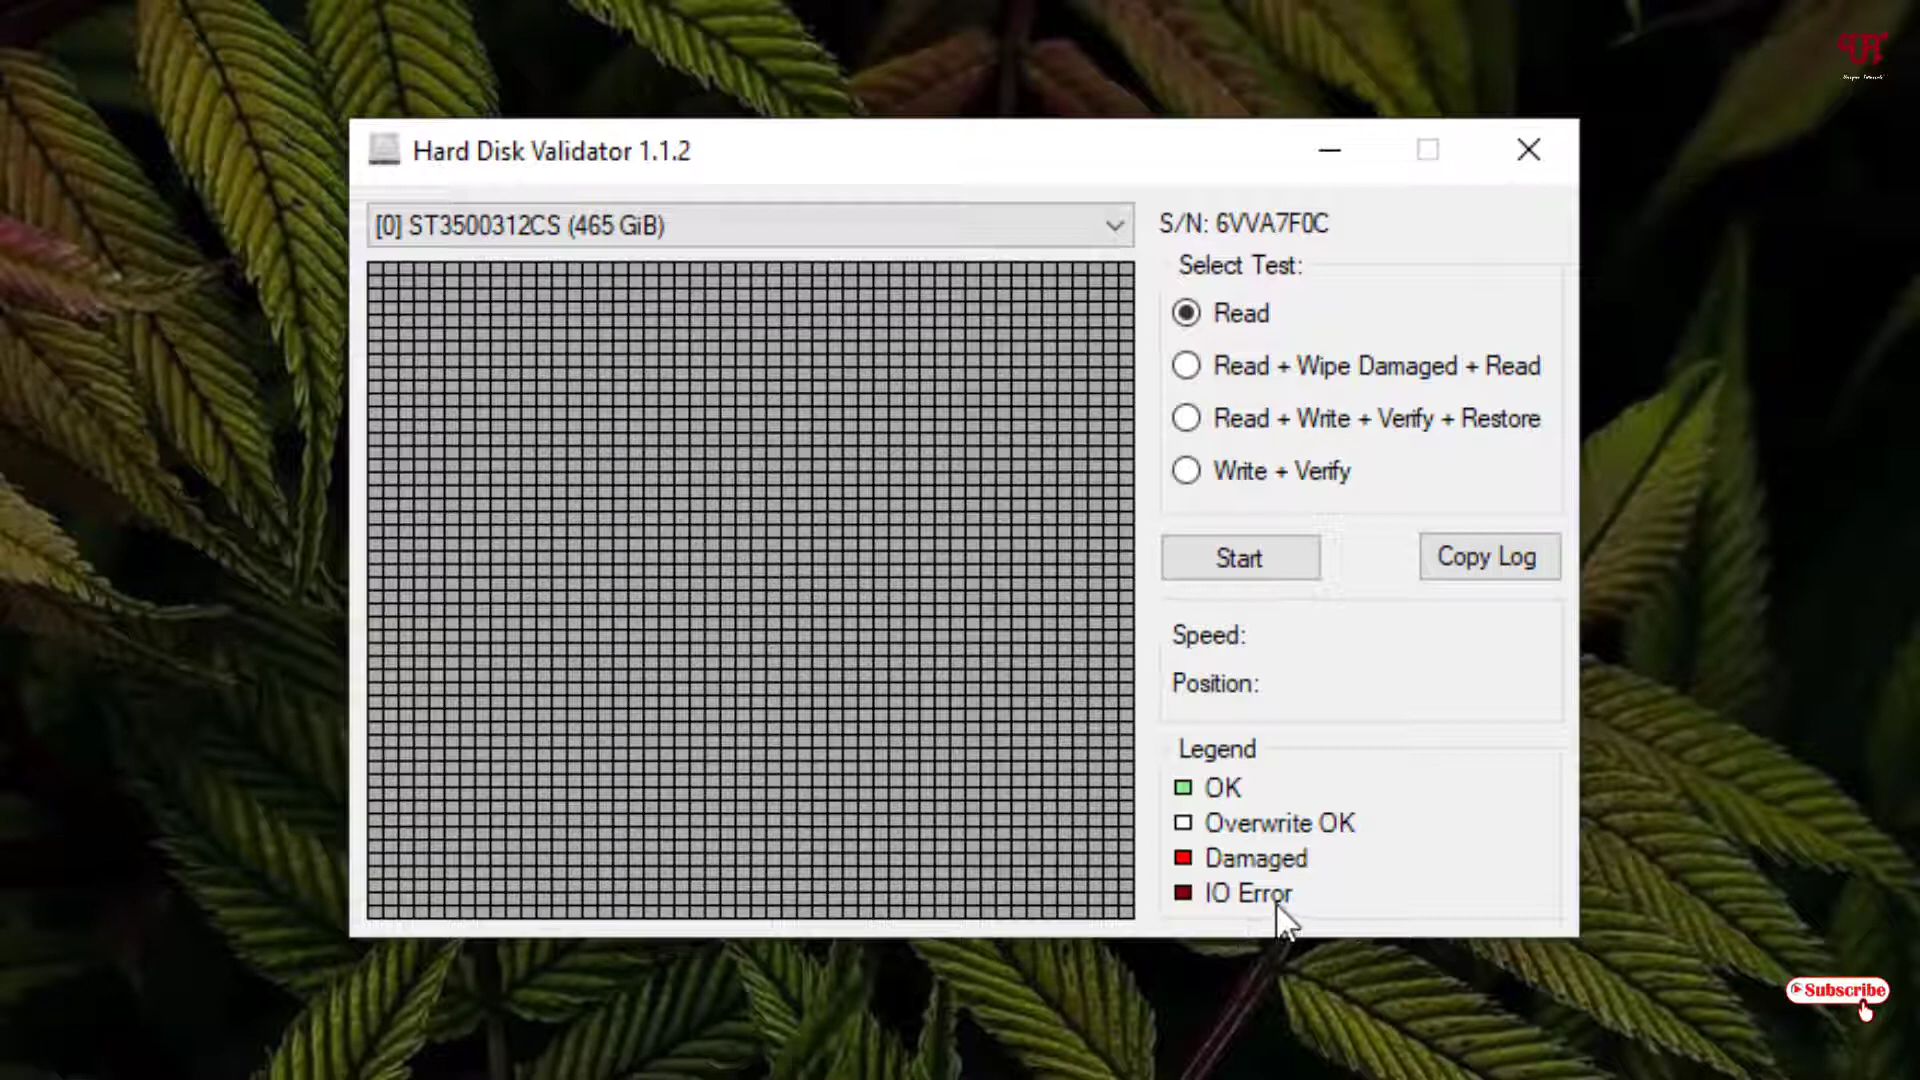 Hard Disk Validator 1.1.2
[0] ST3500312CS (465 GiB)
S/N: 6VVA7F0C
Select Test:
Read
Read + Wipe Damaged + Read
Read + Write + Verify + Restore
Write + Verify
Start
Copy Log
Speed:
Position:
Legend
OK
Overwrite OK
Damaged
IO Error
Subscribe